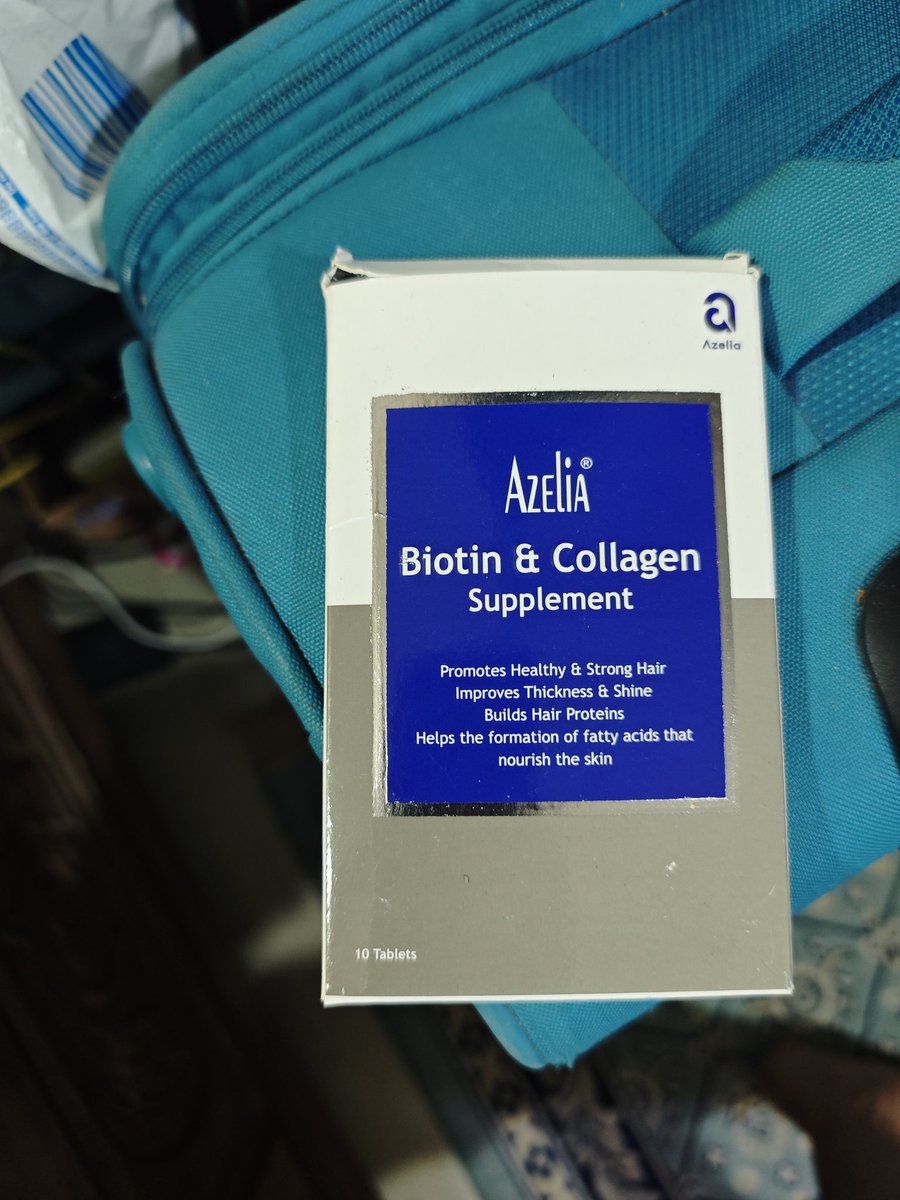 Azelia
AZELIA®
Biotin & Collagen
Supplement
Promotes Healthy & Strong Hair
Improves Thickness & Shine
Builds Hair Proteins
Helps the formation of fatty acids that
nourish the skin
10 Tablets